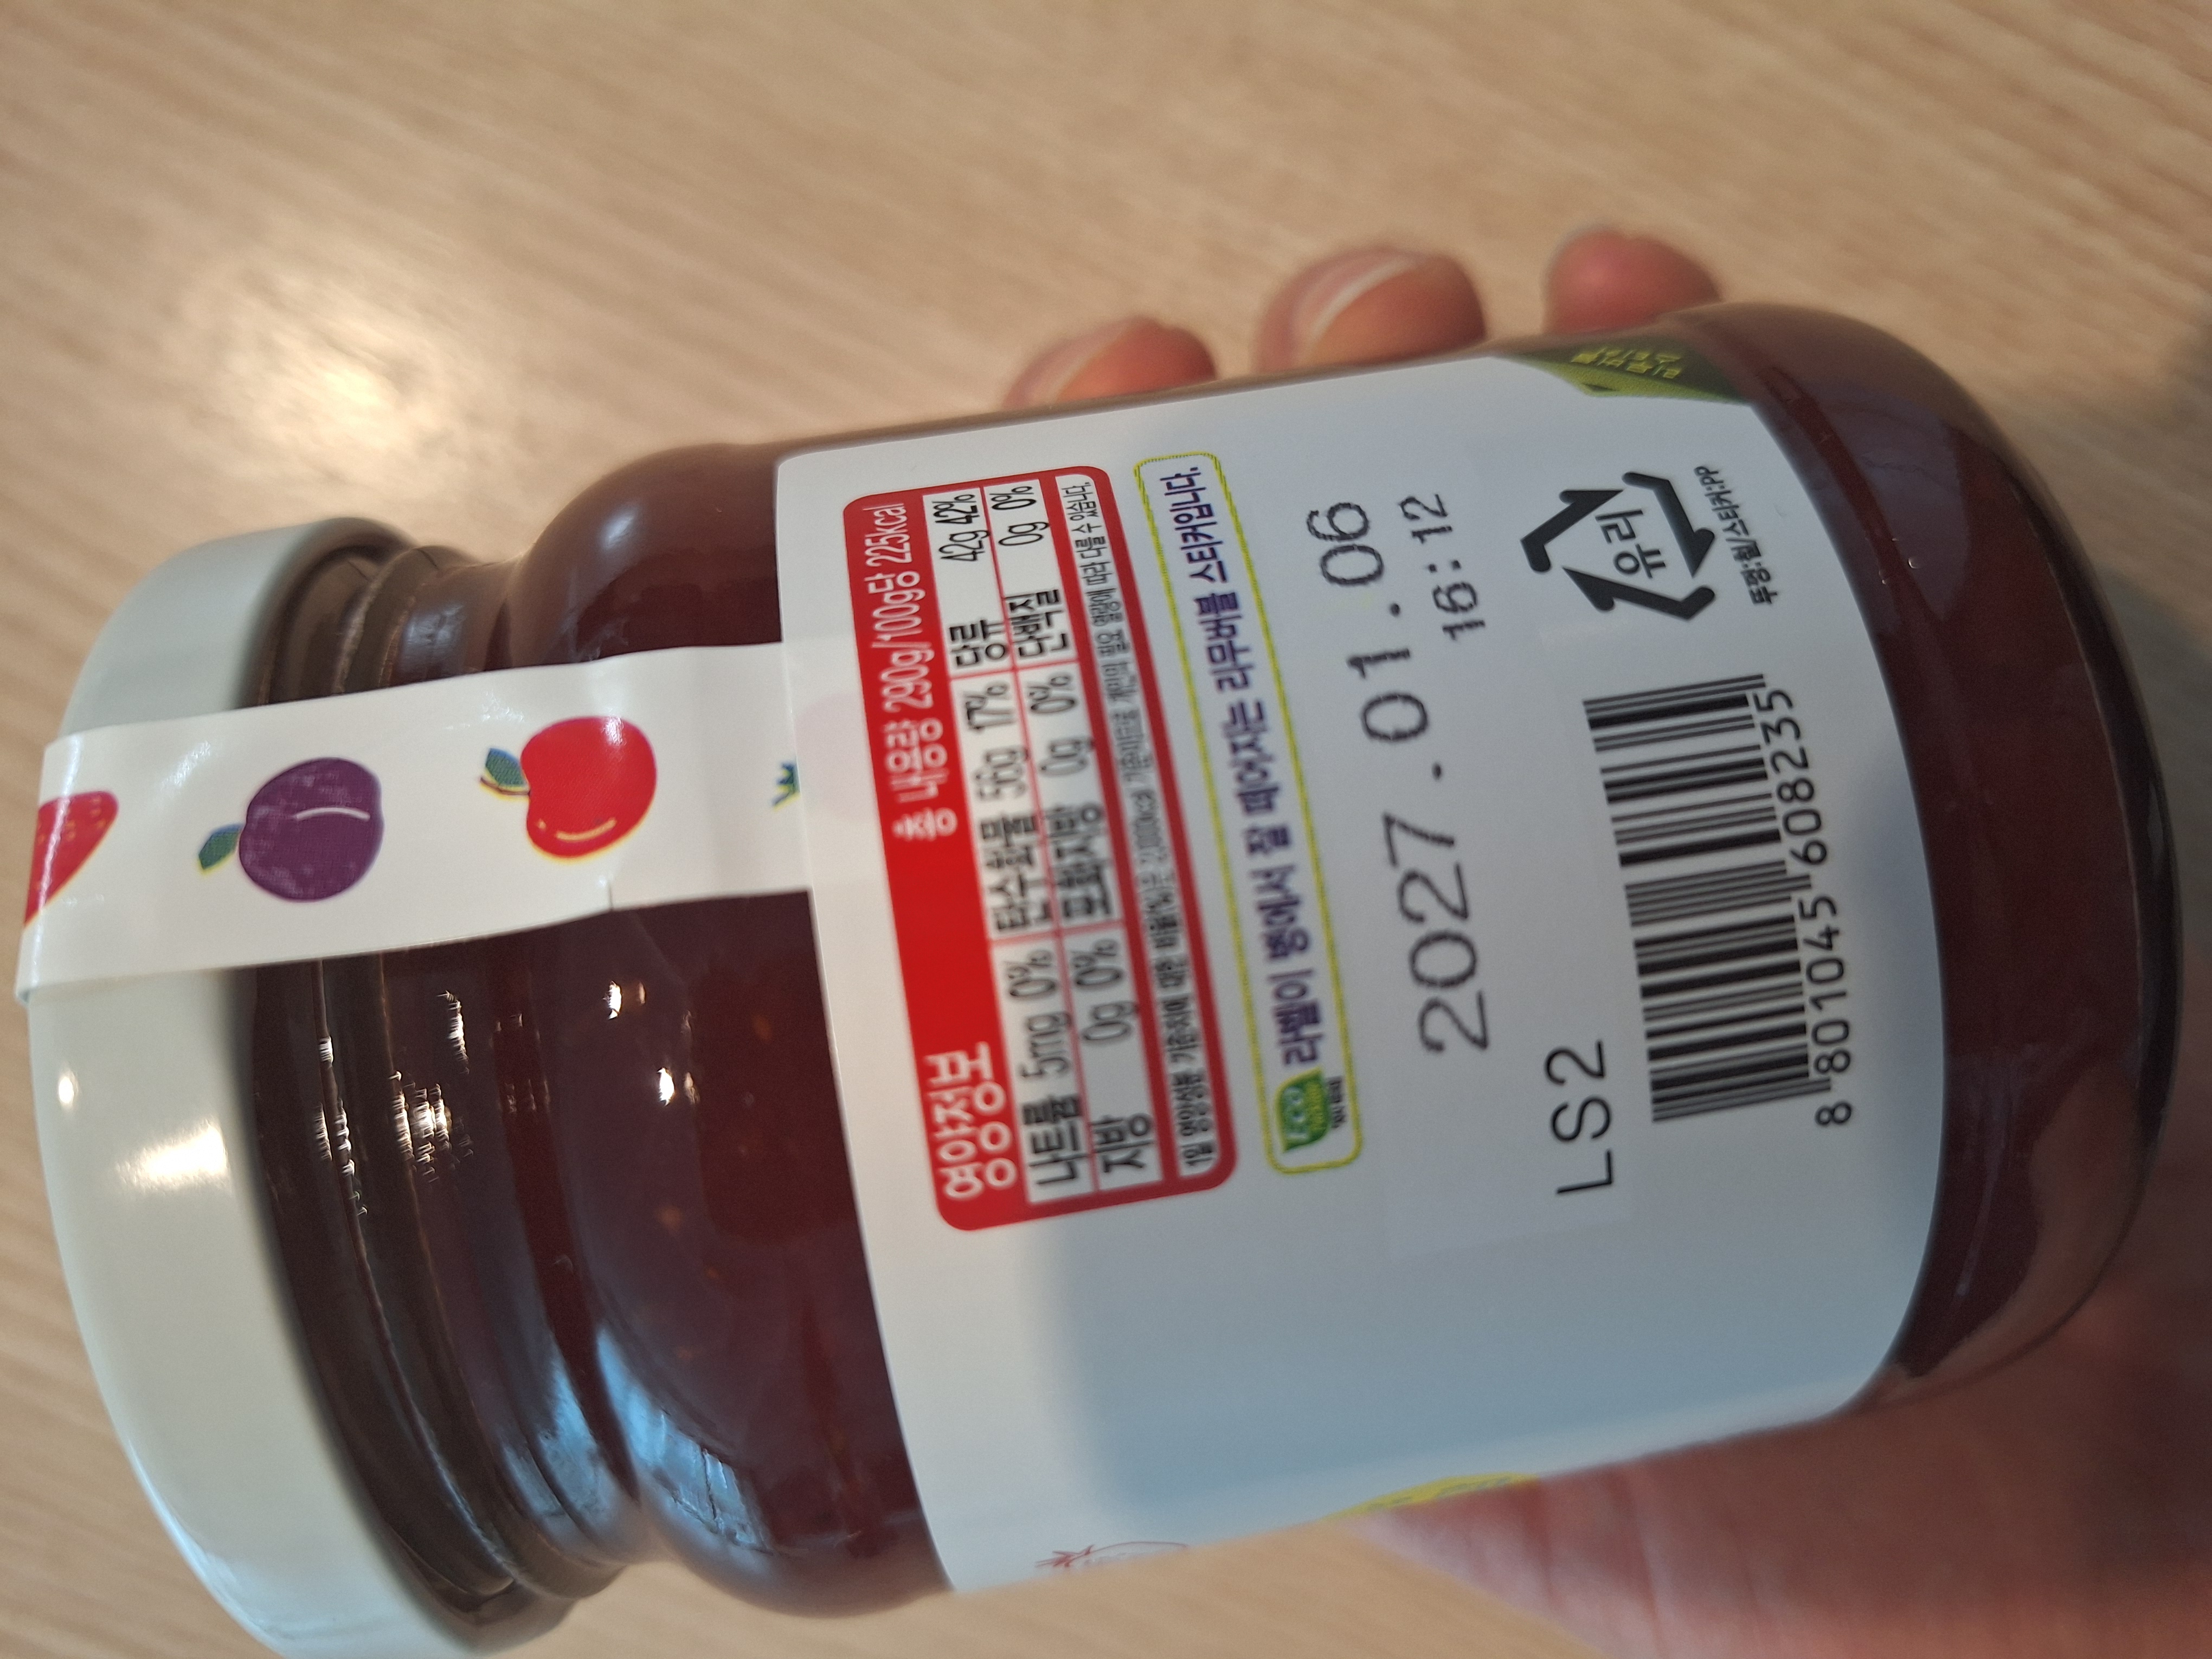 영양정보 총 내용량 290g/100g당 225kcal
나트륨 5mg 0% 탄수화물 56g 17% 당류 42g 42%
지방 0g 0% 포화지방 0g 0% 단백질 0g 0%
1일 영양성분 기준치에 대한 비율(%)은 2,000kcal 기준이므로 개인의 필요 열량에 따라 다를 수 있습니다.
Eco 라벨이 병에서 잘 떼어지는 리무버블 스티커입니다.
2027.01.06
16:12
LS2
유리
뚜껑:철/스티커:PP
8 801045 608235